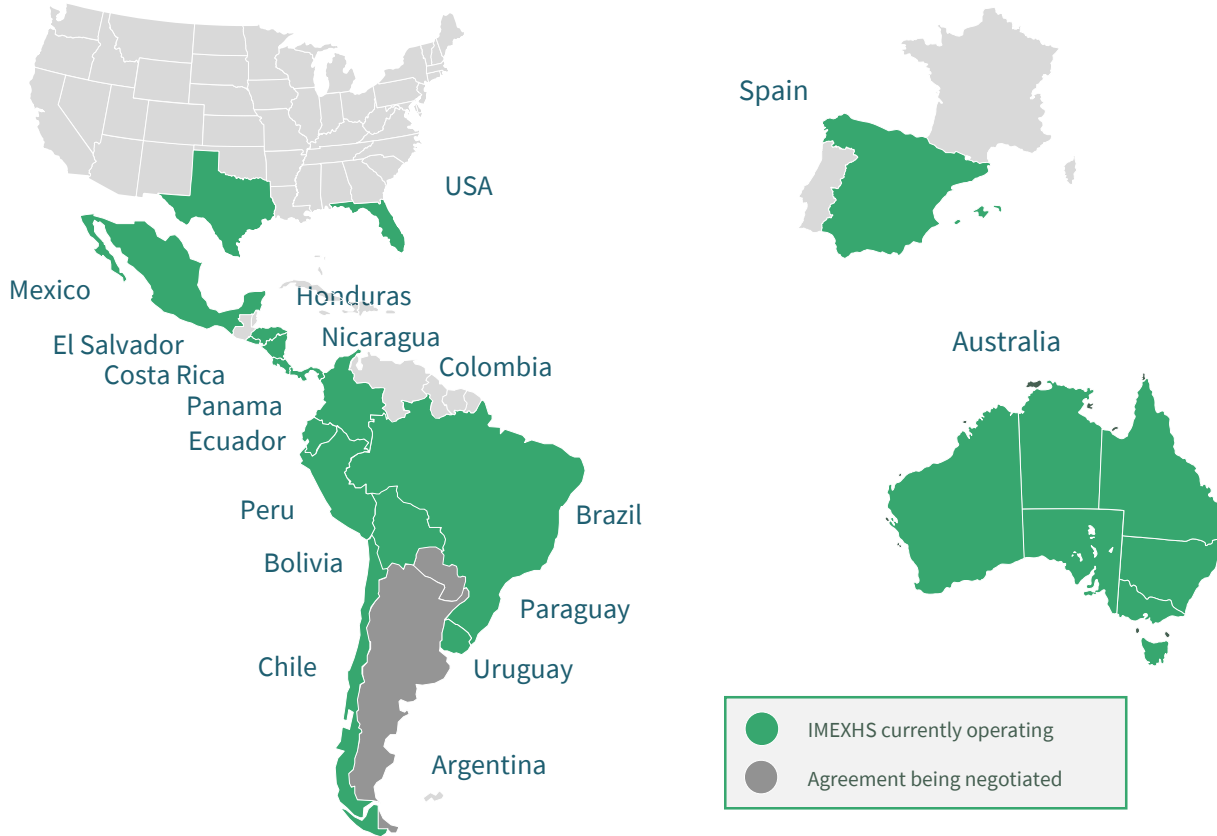 Spain
USA
Mexico
Honduras
Nicaragua
El Salvador
Australia
Colombia
Costa Rica
Panama
Ecuador
Peru
Brazil
Bolivia
Paraguay
Chile
Uruguay
IMEXHS currently operating
Argentina
Agreement being negotiated